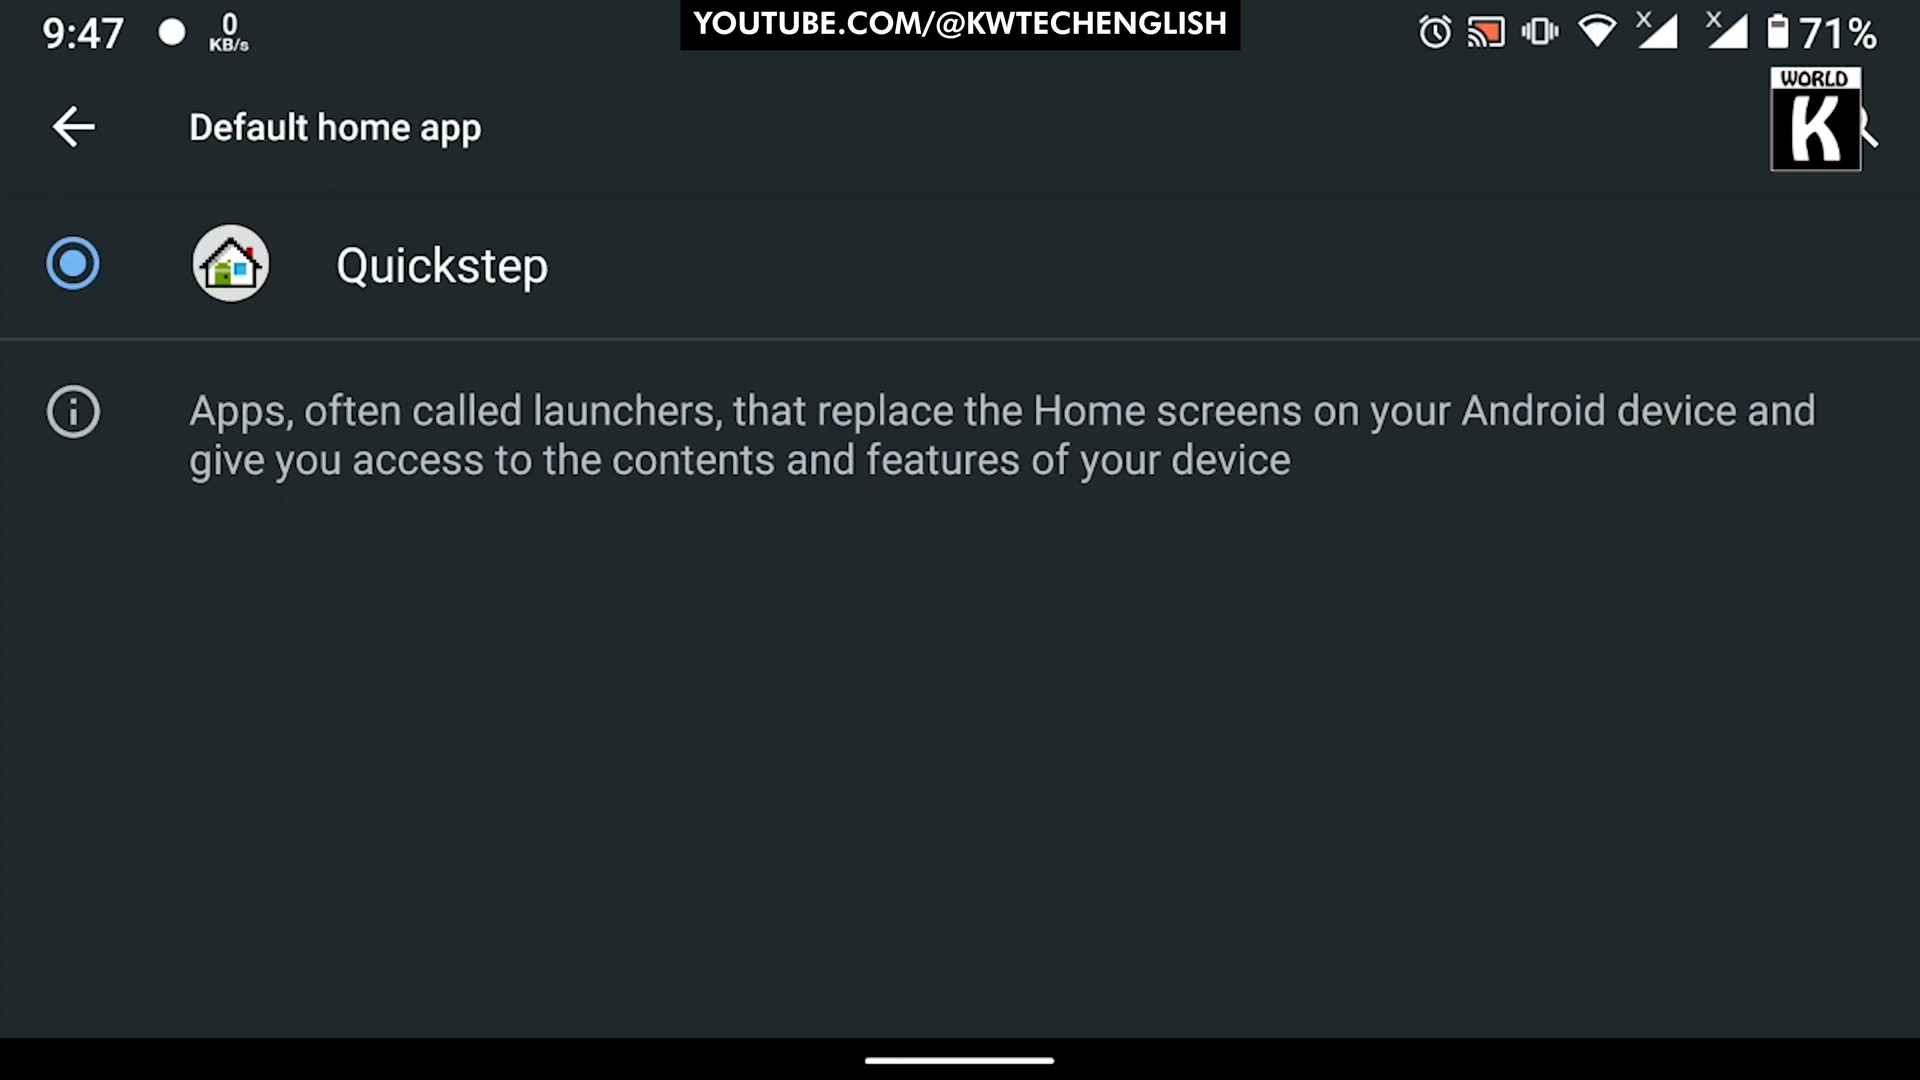 9:47
0
KB/s
YOUTUBE.COM/@KWTECHENGLISH
X
X
71%
WORLD
K
Default home app
Quickstep
Apps, often called launchers, that replace the Home screens on your Android device and
give you access to the contents and features of your device